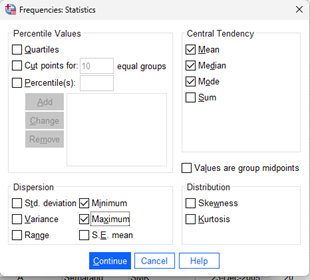 Frequencies: Statistics
Percentile Values
Quartiles
Cut points for: 10 equal groups
Percentile(s):
Add
Change
Remove
Central Tendency
Mean
Median
Mode
Sum
Values are group midpoints
Dispersion
Std. deviation Minimum
Variance Maximum
Range S.E. mean
Distribution
Skewness
Kurtosis
Continue Cancel Help